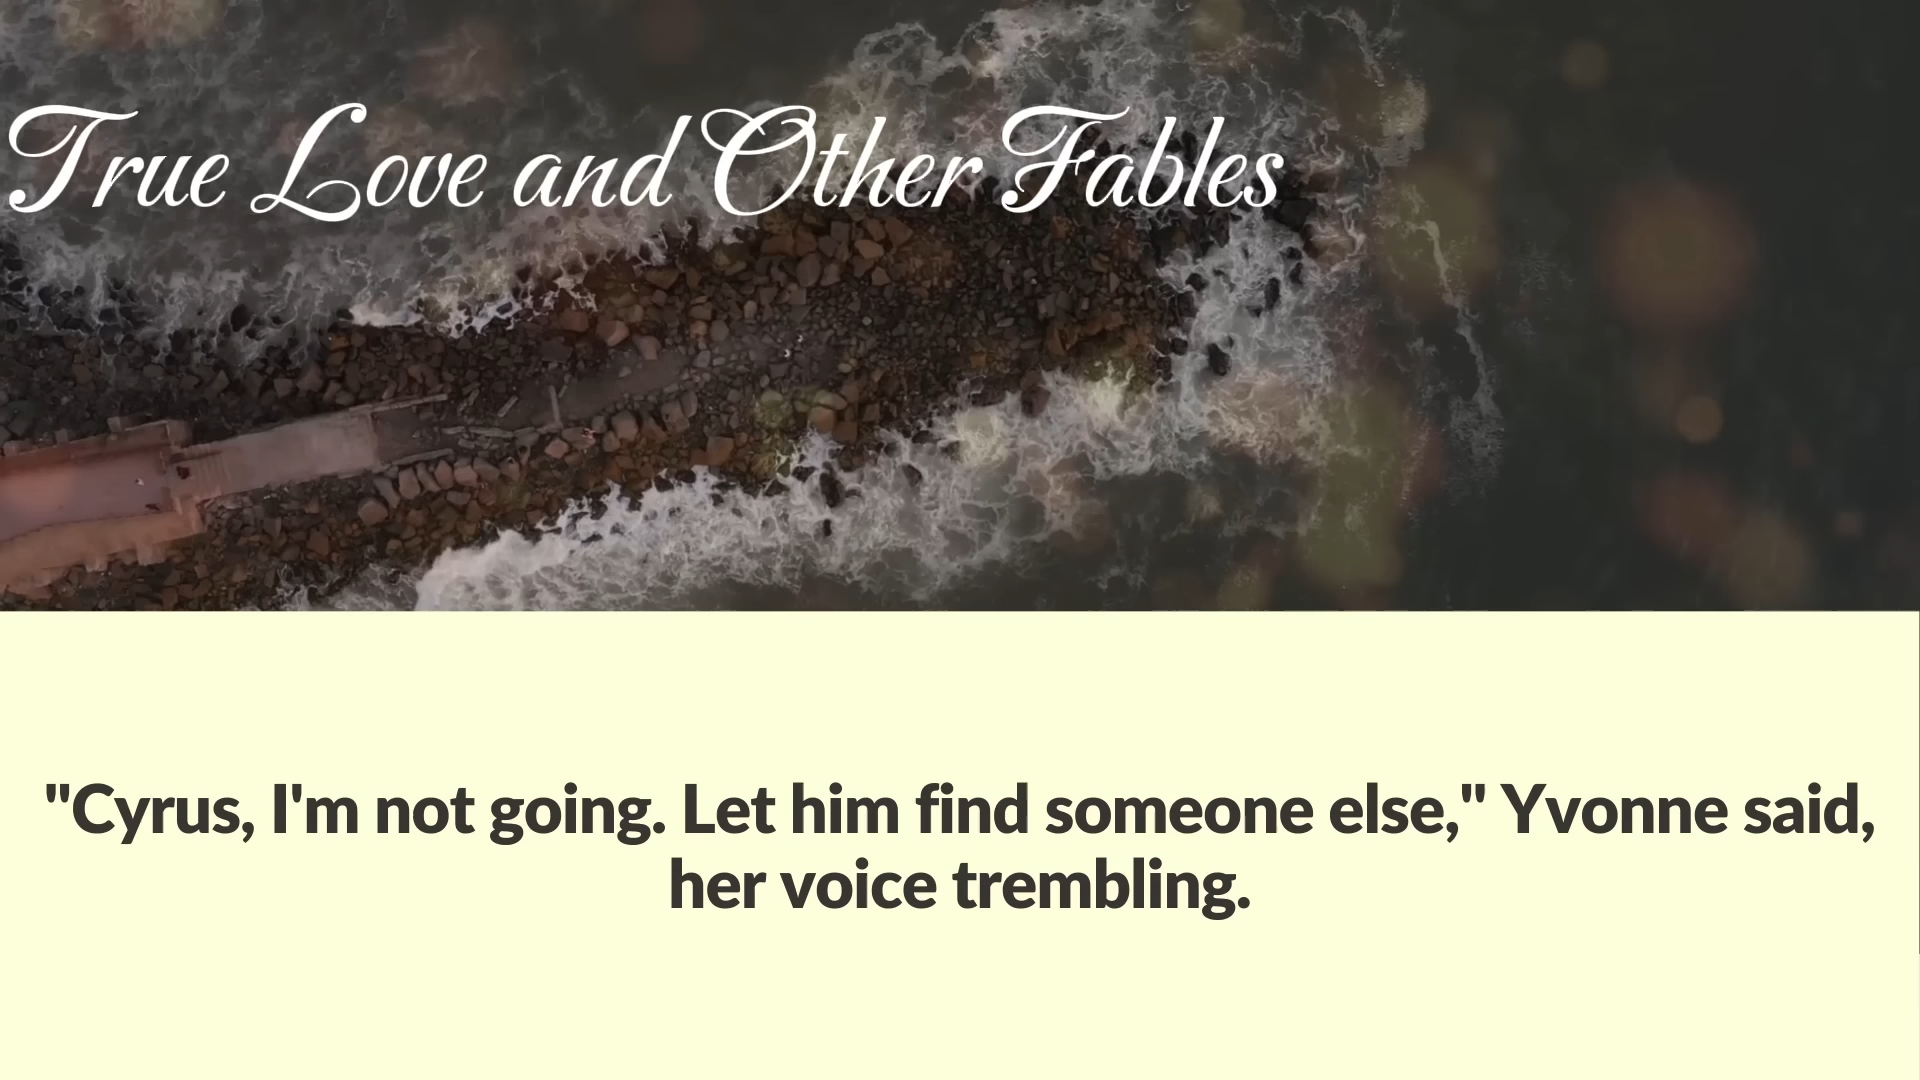 True Love and Other Fables
"Cyrus, I'm not going. Let him find someone else," Yvonne said,
her voice trembling.